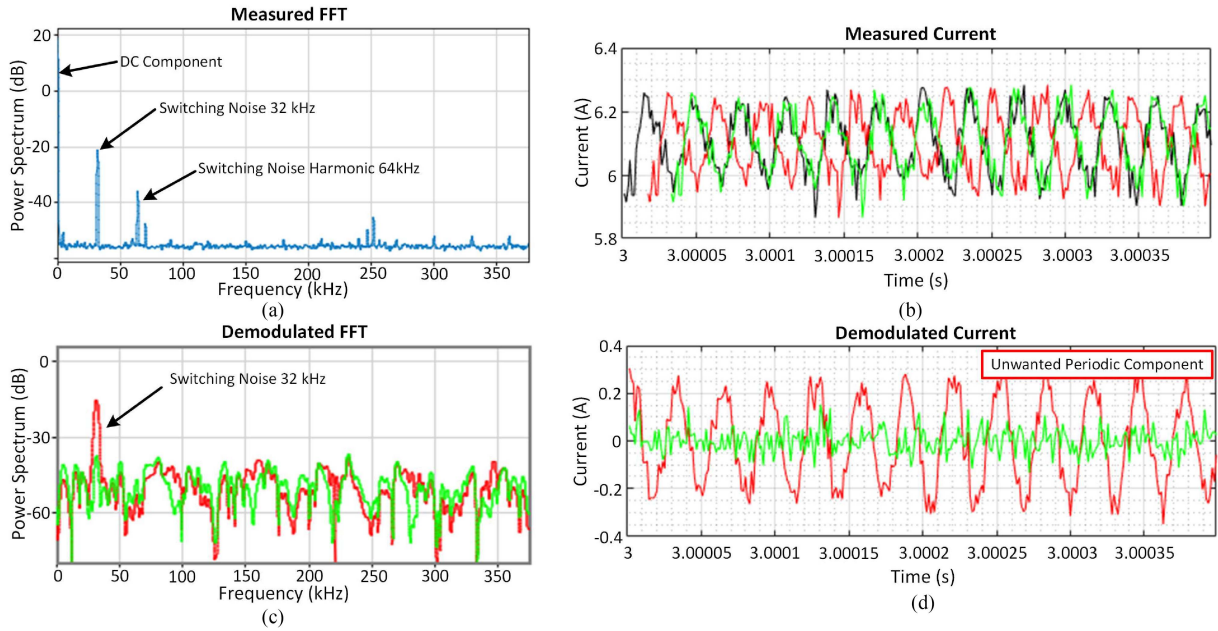 Measured FFT
Power Spectrum (dB)
20
0
-20
-40
DC Component
Switching Noise 32 kHz
Switching Noise Harmonic 64kHz
0 50 100 150 200 250 300 350
Frequency (kHz)
(a)
Measured Current
Current (A)
6.4
6.2
6
5.8
3 3.00005 3.0001 3.00015 3.0002 3.00025 3.0003 3.00035
Time (s)
(b)
Demodulated FFT
Power Spectrum (dB)
0
-30
-60
Switching Noise 32 kHz
0 50 100 150 200 250 300 350
Frequency (kHz)
(c)
Demodulated Current
Current (A)
0.4
0.2
0
-0.2
-0.4
Unwanted Periodic Component
3 3.00005 3.0001 3.00015 3.0002 3.00025 3.0003 3.00035
Time (s)
(d)